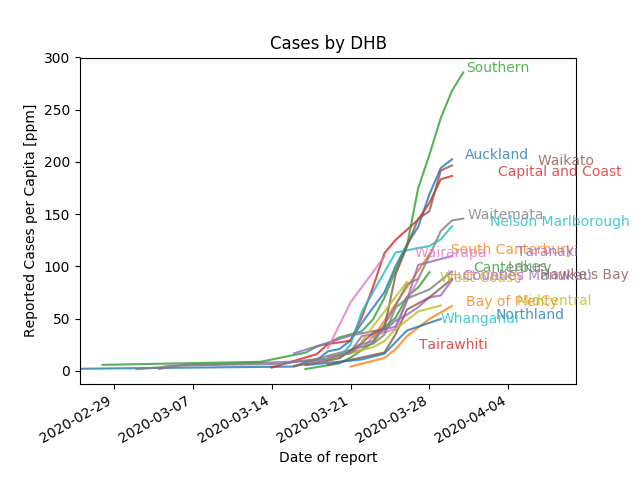 Cases by DHB
Reported Cases per Capita [ppm]
300
250
200
150
100
50
0
Southern
Auckland
Waikato
Capital and Coast
Waitemata
Nelson Marlborough
South Canterbury
Taranaki
Wairarapa
Canterbury
Lakes
Counties Manukau
Hawke's Bay
West Coast
Bay of Plenty
MidCentral
Northland
Whanganui
Tairawhiti
2020-02-29
2020-03-07
2020-03-14
2020-03-21
2020-03-28
2020-04-04
Date of report